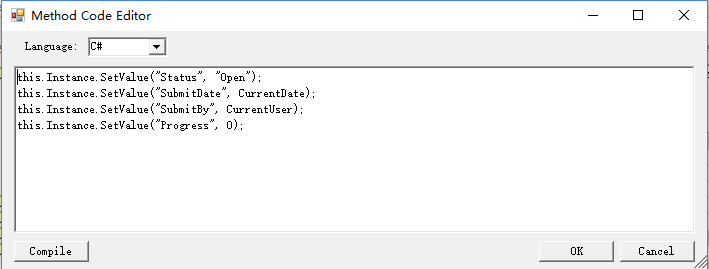 Method Code Editor
Language: C#
this.Instance.SetValue("Status", "Open");
this.Instance.SetValue("SubmitDate", CurrentDate);
this.Instance.SetValue("SubmitBy", CurrentUser);
this.Instance.SetValue("Progress", 0);
Compile OK Cancel